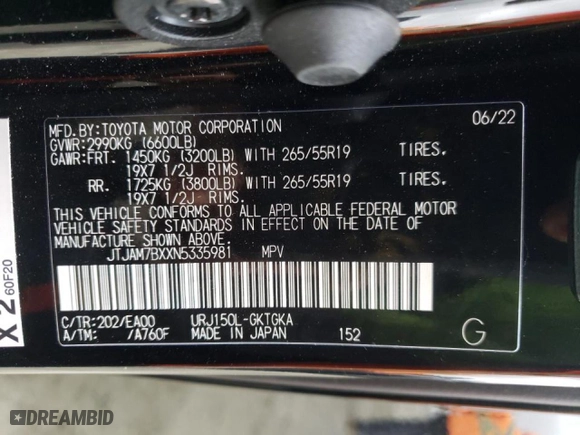 MFD.BY:TOYOTA MOTOR CORPORATION 06/22
GVWR:2990KG (6600LB)
GAWR:FRT. 1450KG (3200LB) WITH 265/55R19 TIRES.
19X7 1/2J RIMS.
RR. 1725KG (3800LB) WITH 265/55R19 TIRES.
19X7 1/2J RIMS.
THIS VEHICLE CONFORMS TO ALL APPLICABLE FEDERAL MOTOR
VEHICLE SAFETY STANDARDS IN EFFECT ON THE DATE OF
MANUFACTURE SHOWN ABOVE.
JTJAM7BXXN5335981 MPV
C/TR:202/EA00 URJ150L-GKTGKA
A/TM: /A760F MADE IN JAPAN 152 G
X 2
60F20
DREAMBID